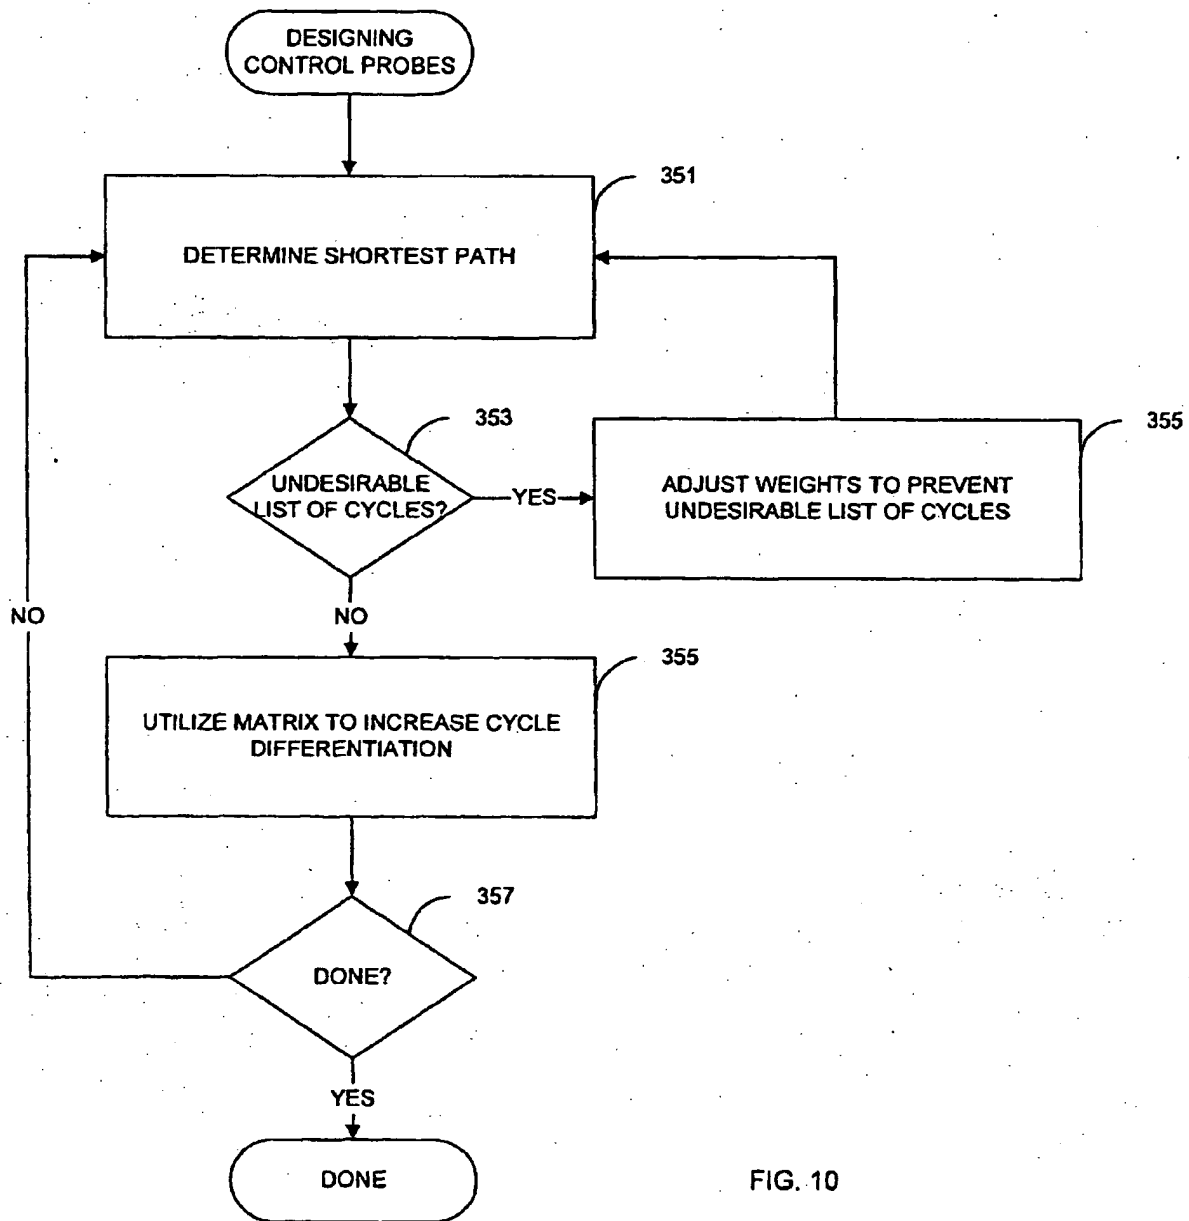 DESIGNING
CONTROL PROBES
351
DETERMINE SHORTEST PATH
353
UNDESIRABLE
LIST OF CYCLES?
YES
355
ADJUST WEIGHTS TO PREVENT
UNDESIRABLE LIST OF CYCLES
NO
NO
355
UTILIZE MATRIX TO INCREASE CYCLE
DIFFERENTIATION
357
DONE?
YES
DONE
FIG. 10